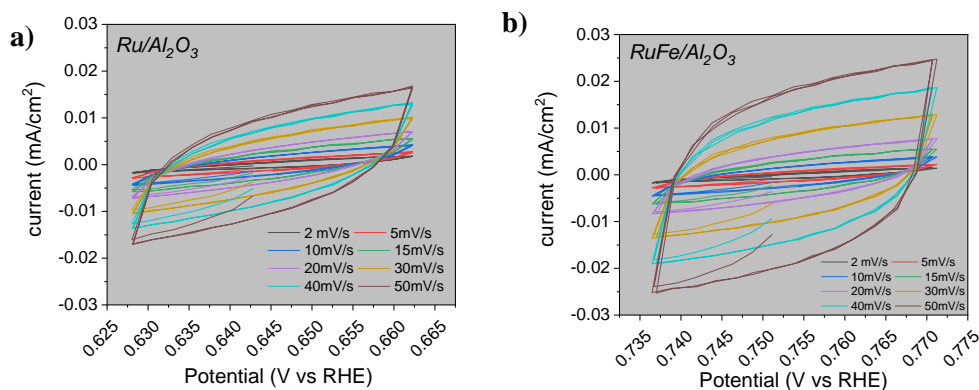 a)
Ru/Al₂O₃
current (mA/cm²)
0.03
0.02
0.01
0.00
-0.01
-0.02
-0.03
2 mV/s 5mV/s
10mV/s 15mV/s
20mV/s 30mV/s
40mV/s 50mV/s
0.625 0.630 0.635 0.640 0.645 0.650 0.655 0.660 0.665
Potential (V vs RHE)
b)
RuFe/Al₂O₃
current (mA/cm²)
0.03
0.02
0.01
0.00
-0.01
-0.02
-0.03
2 mV/s 5mV/s
10mV/s 15mV/s
20mV/s 30mV/s
40mV/s 50mV/s
0.735 0.740 0.745 0.750 0.755 0.760 0.765 0.770 0.775
Potential (V vs RHE)